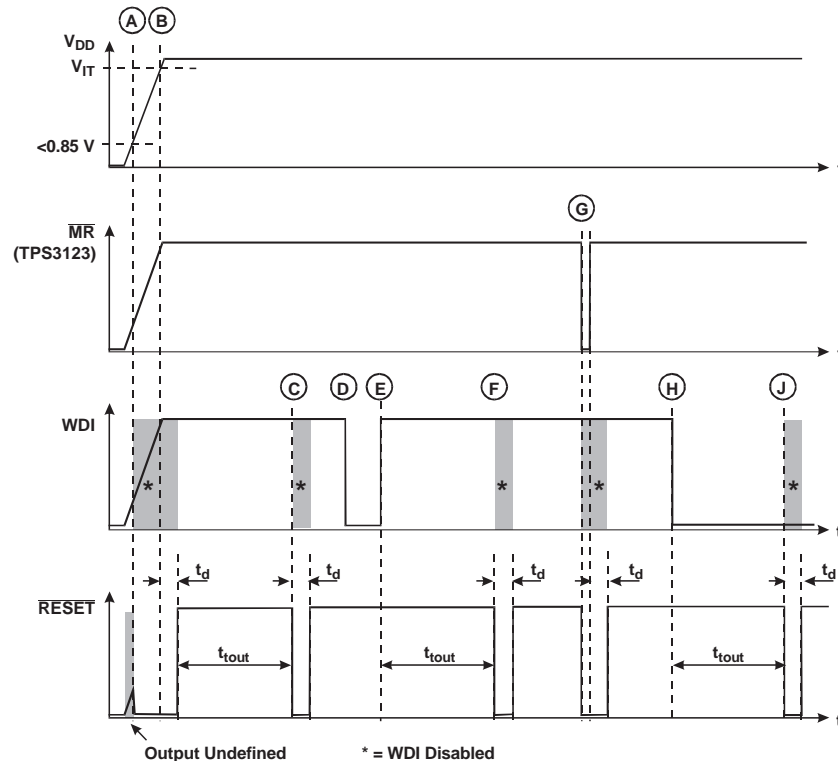 A B
VDD
VIT
<0.85 V
t
G
MR
(TPS3123)
t
C D E F H J
WDI
* * * * *
t
td td td td td
RESET
ttout ttout ttout
t
Output Undefined * = WDI Disabled